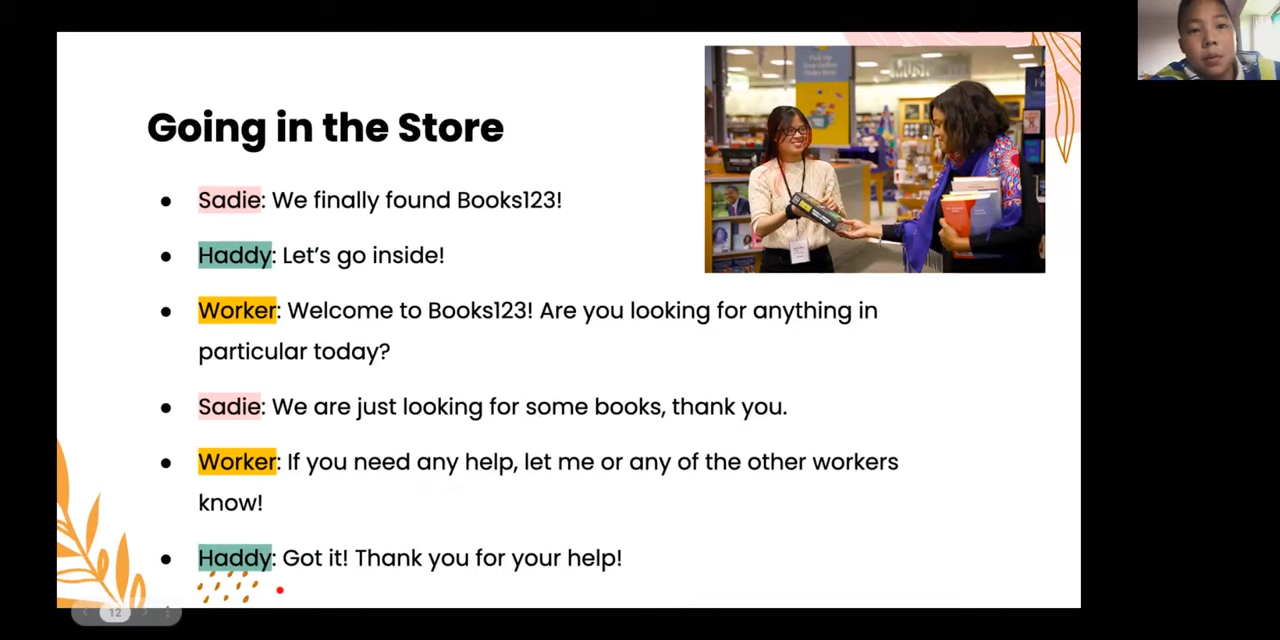 Going in the Store
● Sadie: We finally found Books123!
● Haddy: Let's go inside!
● Worker: Welcome to Books123! Are you looking for anything in
particular today?
● Sadie: We are just looking for some books, thank you.
● Worker: If you need any help, let me or any of the other workers
know!
● Haddy: Got it! Thank you for your help!
12